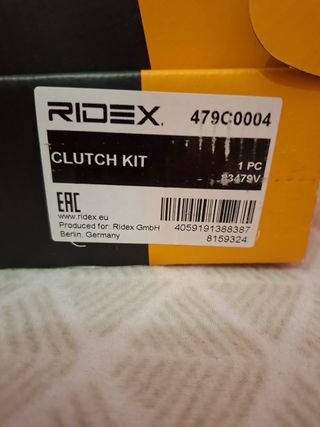 RIDEX. 479C0004
CLUTCH KIT
1 PC
83479V
EAC
www.ridex.eu
Produced for: Ridex GmbH
Berlin, Germany
4059191388387
8159324